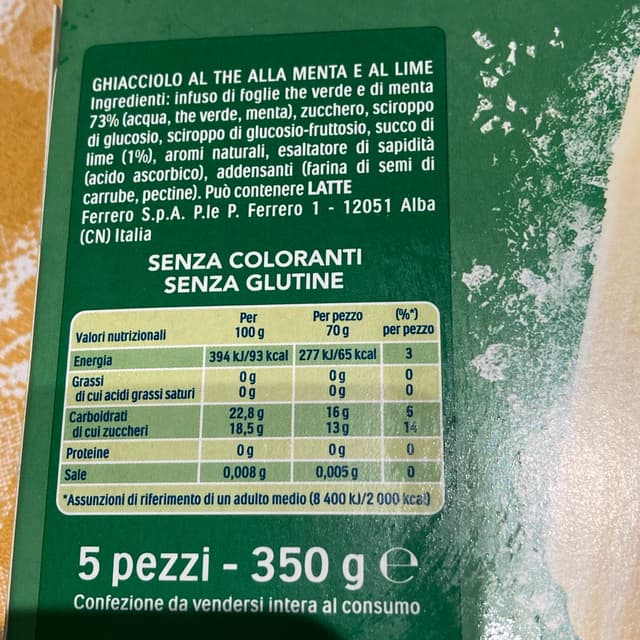 GHIACCIOLO AL THE ALLA MENTA E AL LIME
Ingredienti: infuso di foglie the verde e di menta
73% (acqua, the verde, menta), zucchero, sciroppo
di glucosio, sciroppo di glucosio-fruttosio, succo di
lime (1%), aromi naturali, esaltatore di sapidità
(acido ascorbico), addensanti (farina di semi di
carrube, pectine). Può contenere LATTE
Ferrero S.p.A. P.le P. Ferrero 1 - 12051 Alba
(CN) Italia
SENZA COLORANTI
SENZA GLUTINE
Valori nutrizionali Per 100 g Per pezzo 70 g (%*) per pezzo
Energia 394 kJ/93 kcal 277 kJ/65 kcal 3
Grassi 0 g 0 g 0
di cui acidi grassi saturi 0 g 0 g 0
Carboidrati 22,8 g 16 g 6
di cui zuccheri 18,5 g 13 g 14
Proteine 0 g 0 g 0
Sale 0,008 g 0,005 g 0
*Assunzioni di riferimento di un adulto medio (8 400 kJ/2 000 kcal)
5 pezzi - 350 g ℮
Confezione da vendersi intera al consumo